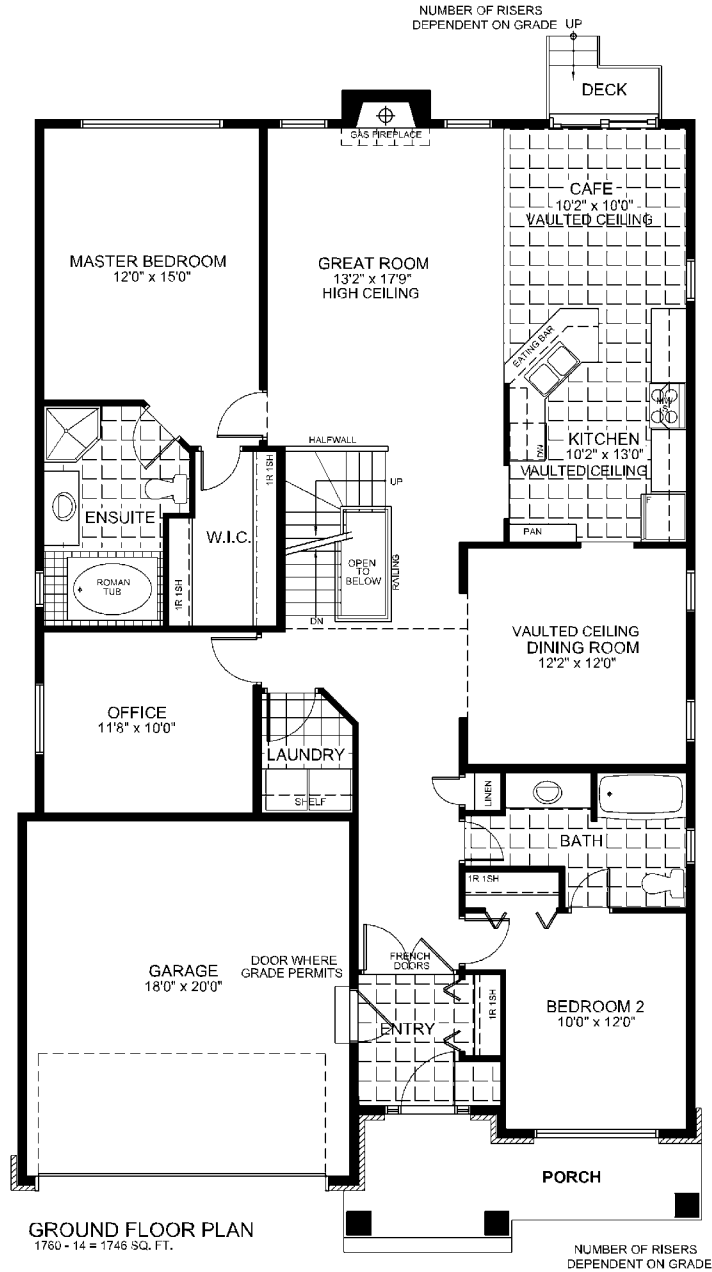 NUMBER OF RISERS
DEPENDENT ON GRADE
UP
DECK
GAS FIREPLACE
CAFE
10'2" x 10'0"
VAULTED CEILING
MASTER BEDROOM
12'0" x 15'0"
GREAT ROOM
13'2" x 17'9"
HIGH CEILING
EATING BAR
KITCHEN
10'2" x 13'0"
VAULTED CEILING
DW
F
PAN
HALFWALL
1R 1SH
UP
ENSUITE
W.I.C.
OPEN
TO
BELOW
RAILING
ROMAN
TUB
1R 1SH
DN
VAULTED CEILING
DINING ROOM
12'2" x 12'0"
OFFICE
11'8" x 10'0"
LAUNDRY
SHELF
LINEN
BATH
1R 1SH
FRENCH
DOORS
DOOR WHERE
GRADE PERMITS
GARAGE
18'0" x 20'0"
ENTRY
1R 1SH
BEDROOM 2
10'0" x 12'0"
PORCH
GROUND FLOOR PLAN
1760 - 14 = 1746 SQ. FT.
NUMBER OF RISERS
DEPENDENT ON GRADE